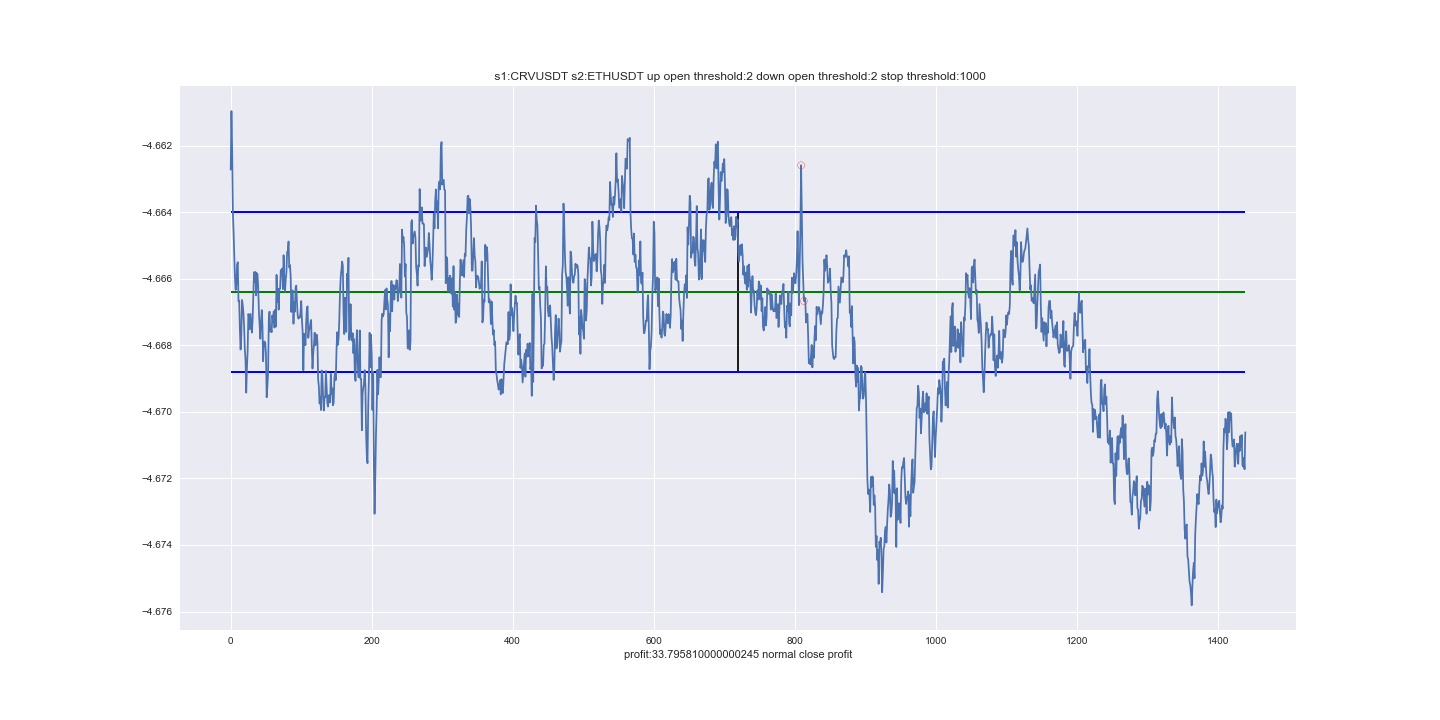 s1:CRVUSDT s2:ETHUSDT up open threshold:2 down open threshold:2 stop threshold:1000
−4.662
−4.664
−4.666
−4.668
−4.670
−4.672
−4.674
−4.676
0 200 400 600 800 1000 1200 1400
profit:33.795810000000245 normal close profit